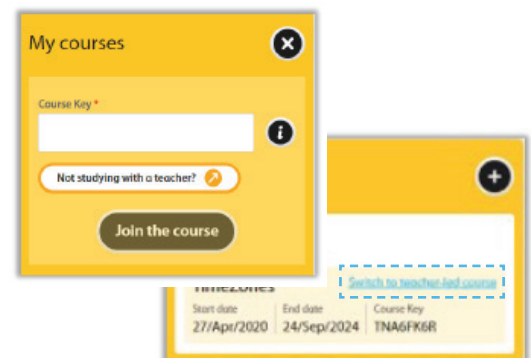 My courses
Course Key *
Not studying with a teacher?
Join the course
TimeZones
Switch to teacher-led course
Start date End date Course Key
27/Apr/2020 24/Sep/2024 TNA6FK6R